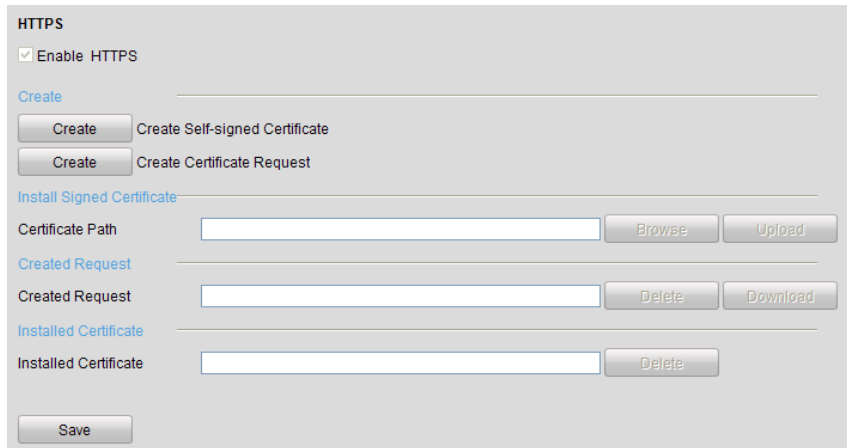 HTTPS
Enable HTTPS
Create
Create Create Self-signed Certificate
Create Create Certificate Request
Install Signed Certificate
Certificate Path Browse Upload
Created Request
Created Request Delete Download
Installed Certificate
Installed Certificate Delete
Save